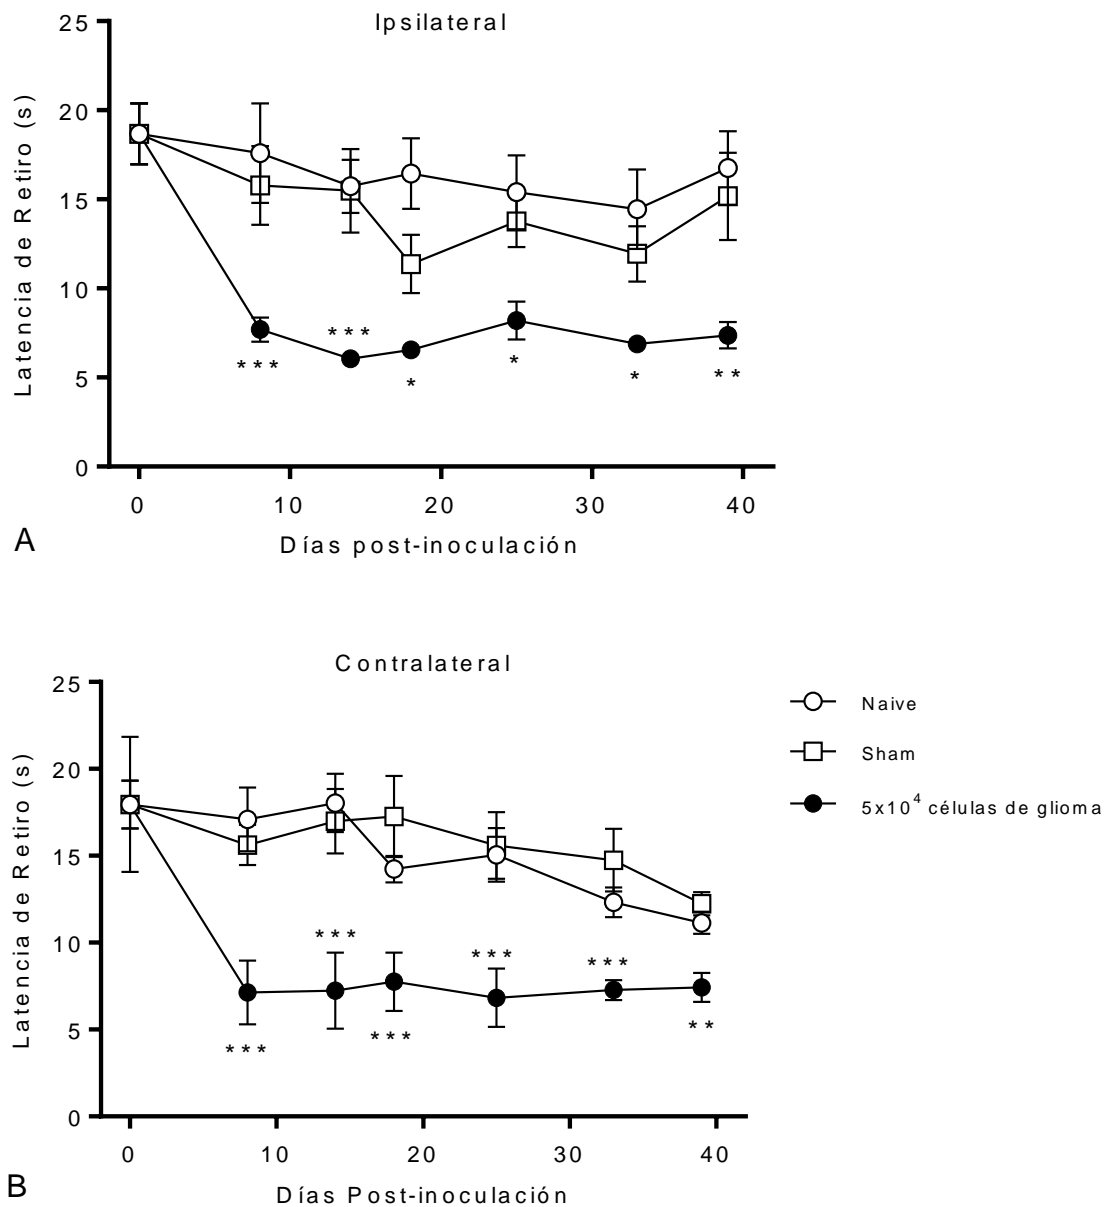 Ipsilateral
25
20
15
10
5
0
Latencia de Retiro (s)
***
***
*
*
*
**
0 10 20 30 40
Días post-inoculación
A
Contralateral
25
20
15
10
5
0
Latencia de Retiro (s)
***
***
***
***
***
**
0 10 20 30 40
Días Post-inoculación
B
Naive
Sham
5x10⁴ células de glioma